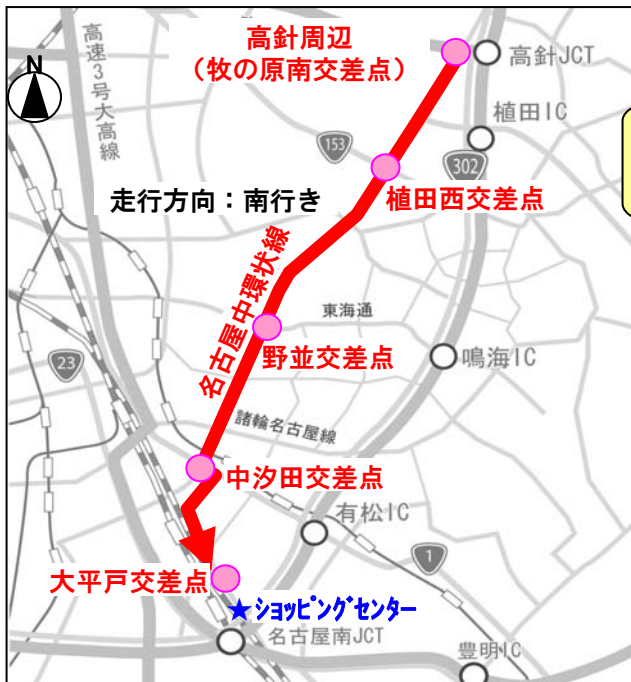 高針周辺
(牧の原南交差点)
高針JCT
高速3号大高線
N
植田IC
153
302
走行方向：南行き
植田西交差点
名古屋中環状線
東海通
野並交差点
鳴海IC
23
諸輪名古屋線
中汐田交差点
有松IC
1
大平戸交差点
★ショッピングセンター
名古屋南JCT
豊明IC